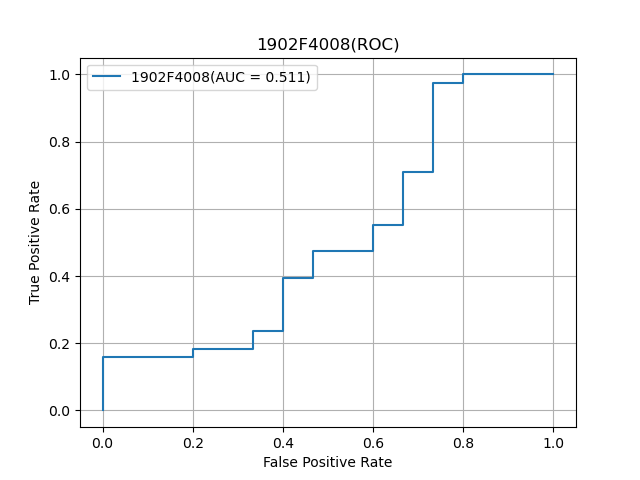 1902F4008(ROC)
1902F4008(AUC = 0.511)
True Positive Rate
1.0
0.8
0.6
0.4
0.2
0.0
0.0 0.2 0.4 0.6 0.8 1.0
False Positive Rate